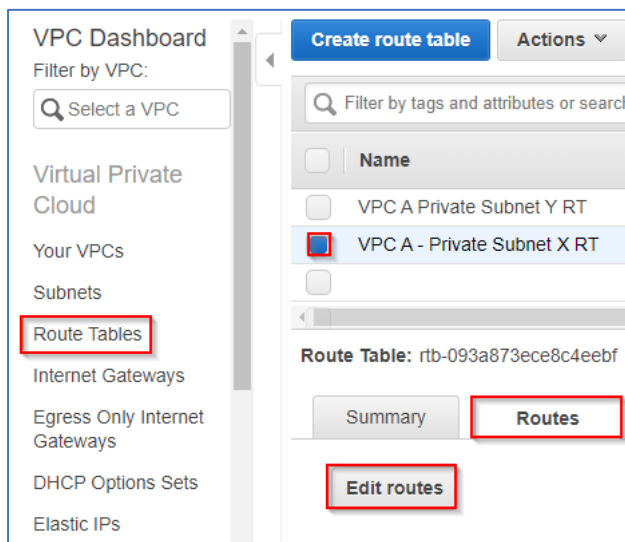 VPC Dashboard
Filter by VPC:
Select a VPC
Virtual Private
Cloud
Your VPCs
Subnets
Route Tables
Internet Gateways
Egress Only Internet
Gateways
DHCP Options Sets
Elastic IPs
Create route table
Actions
Filter by tags and attributes or search
Name
VPC A Private Subnet Y RT
VPC A - Private Subnet X RT
Route Table: rtb-093a873ece8c4eebf
Summary
Routes
Edit routes